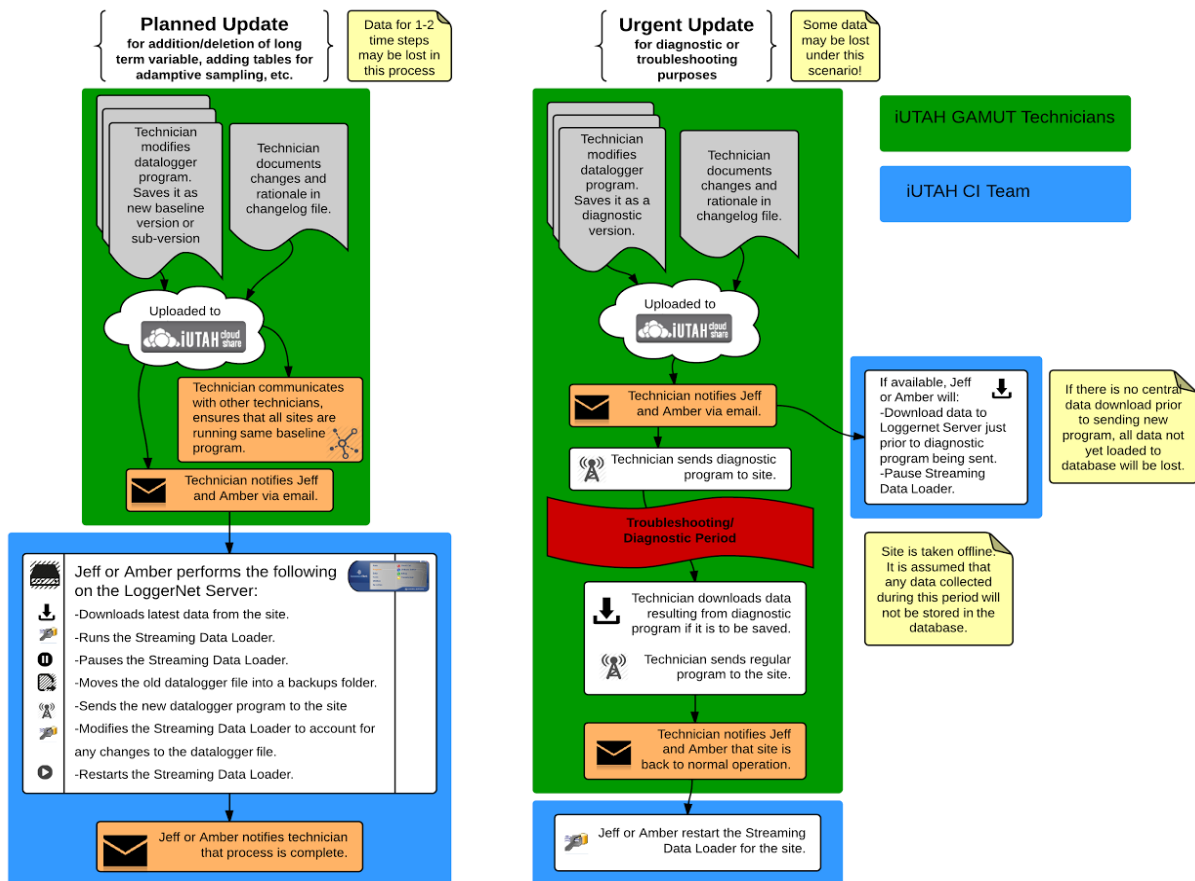 Planned Update
for addition/deletion of long
term variable, adding tables for
adamptive sampling, etc.
Data for 1-2
time steps
may be lost in
this process
Technician
modifies
datalogger
program.
Saves it as
new baseline
version or
sub-version
Technician
documents
changes and
rationale in
changelog file.
Uploaded to
iUTAH cloud share
Technician communicates
with other technicians,
ensures that all sites are
running same baseline
program.
Technician notifies Jeff
and Amber via email.
Jeff or Amber performs the following
on the LoggerNet Server:
-Downloads latest data from the site.
-Runs the Streaming Data Loader.
-Pauses the Streaming Data Loader.
-Moves the old datalogger file into a backups folder.
-Sends the new datalogger program to the site
-Modifies the Streaming Data Loader to account for
any changes to the datalogger file.
-Restarts the Streaming Data Loader.
Jeff or Amber notifies technician
that process is complete.
Urgent Update
for diagnostic or
troubleshooting
purposes
Some data
may be lost
under this
scenario!
Technician
modifies
datalogger
program.
Saves it as a
diagnostic
version.
Technician
documents
changes and
rationale in
changelog file.
Uploaded to
iUTAH cloud share
Technician notifies Jeff
and Amber via email.
If available, Jeff
or Amber will:
-Download data to
Loggernet Server just
prior to diagnostic
program being sent.
-Pause Streaming
Data Loader.
If there is no central
data download prior
to sending new
program, all data not
yet loaded to
database will be lost.
Technician sends diagnostic
program to site.
Troubleshooting/
Diagnostic Period
Site is taken offline.
It is assumed that
any data collected
during this period will
not be stored in the
database.
Technician downloads data
resulting from diagnostic
program if it is to be saved.
Technician sends regular
program to the site.
Technician notifies Jeff
and Amber that site is
back to normal operation.
Jeff or Amber restart the Streaming
Data Loader for the site.
iUTAH GAMUT Technicians
iUTAH CI Team